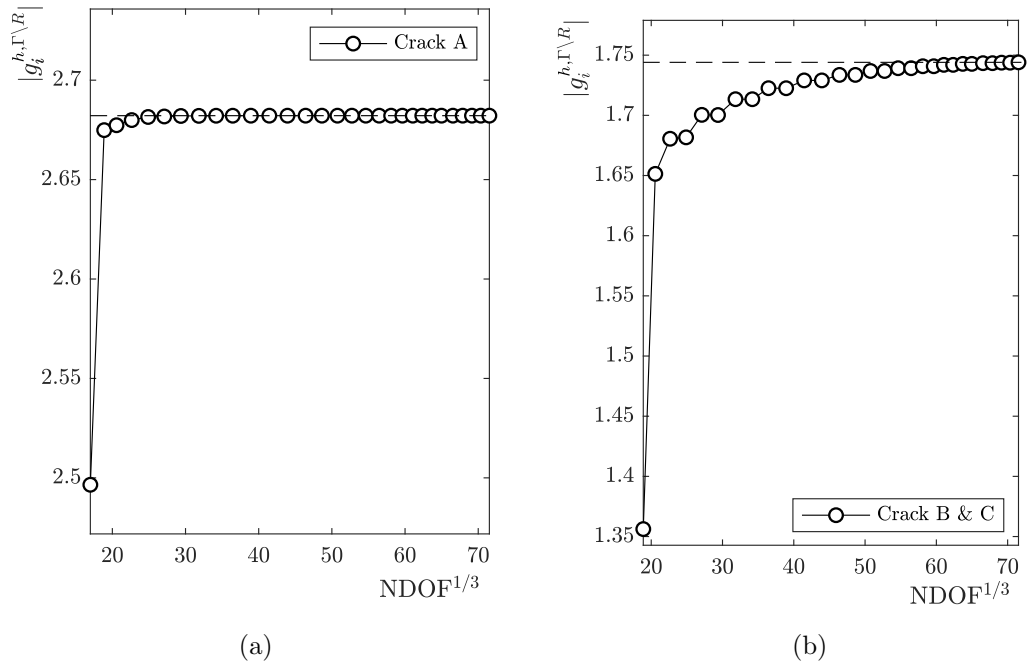 |g_i^{h,Γ\R}|
2.7
2.65
2.6
2.55
2.5
20 30 40 50 60 70
NDOF^{1/3}
Crack A
(a)
|g_i^{h,Γ\R}|
1.75
1.7
1.65
1.6
1.55
1.5
1.45
1.4
1.35
20 30 40 50 60 70
NDOF^{1/3}
Crack B & C
(b)